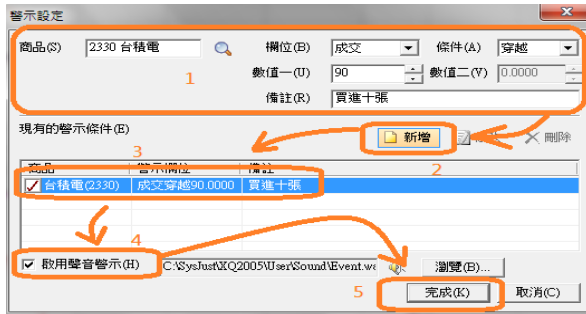 警示設定
商品(S) 2330 台積電 欄位(B) 成交 條件(A) 穿越
1 數值一(U) 90 數值二(V) 0.0000
備註(R) 買進十張
現有的警示條件(E) 新增 刪除
3 2
商品 警示欄位 備註
台積電(2330) 成交穿越90.0000 買進十張
4
啟用聲音警示(H) C:\SysJust\XQ2005\User\Sound\Event.wa 瀏覽(B)...
5 完成(K) 取消(C)